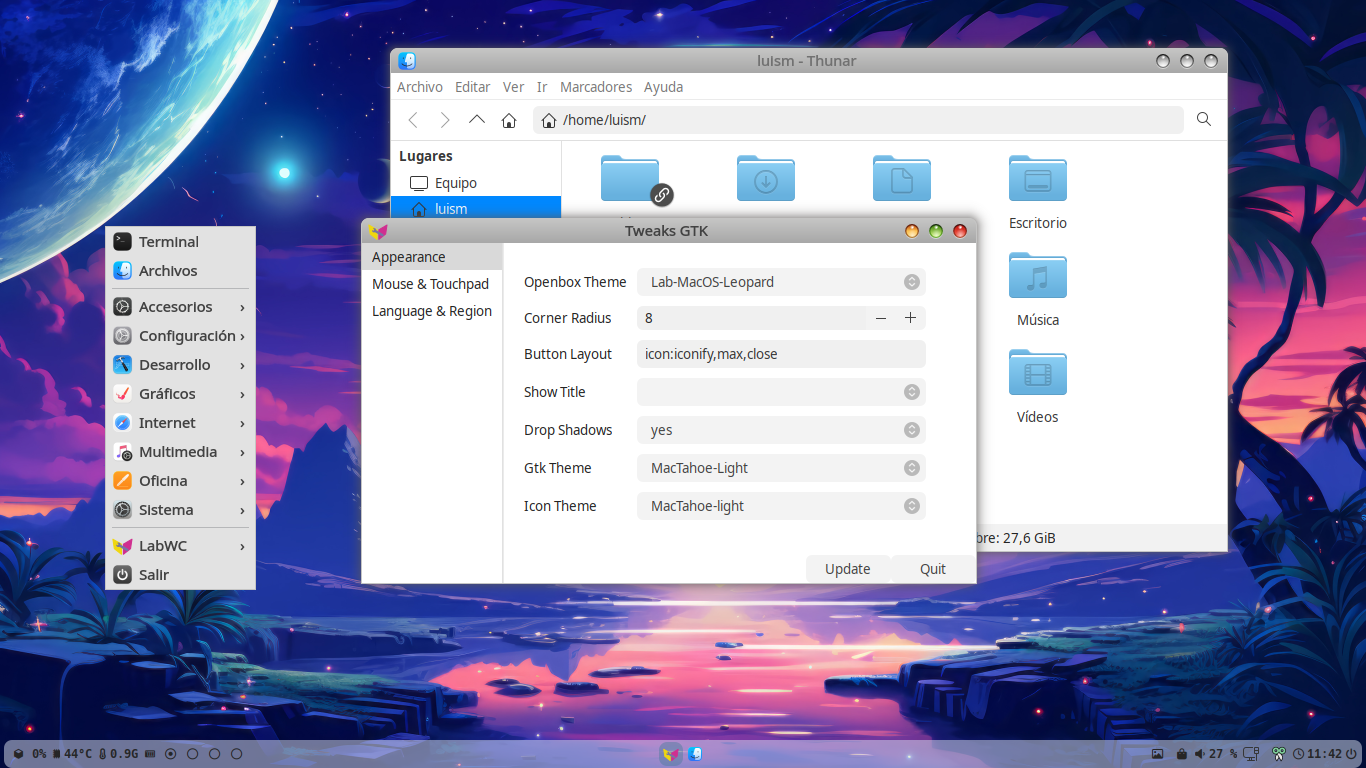 luism - Thunar
Archivo Editar Ver Ir Marcadores Ayuda
/home/luism/
Lugares
Equipo
luism
Escritorio
Música
Vídeos
27,6 GiB
Tweaks GTK
Appearance
Mouse & Touchpad
Language & Region
Openbox Theme Lab-MacOS-Leopard
Corner Radius 8
Button Layout icon:iconify,max,close
Show Title
Drop Shadows yes
Gtk Theme MacTahoe-Light
Icon Theme MacTahoe-light
Update Quit
Terminal
Archivos
Accesorios
Configuración
Desarrollo
Gráficos
Internet
Multimedia
Oficina
Sistema
LabWC
Salir
0% 44°C 0.9G
27 % 11:42